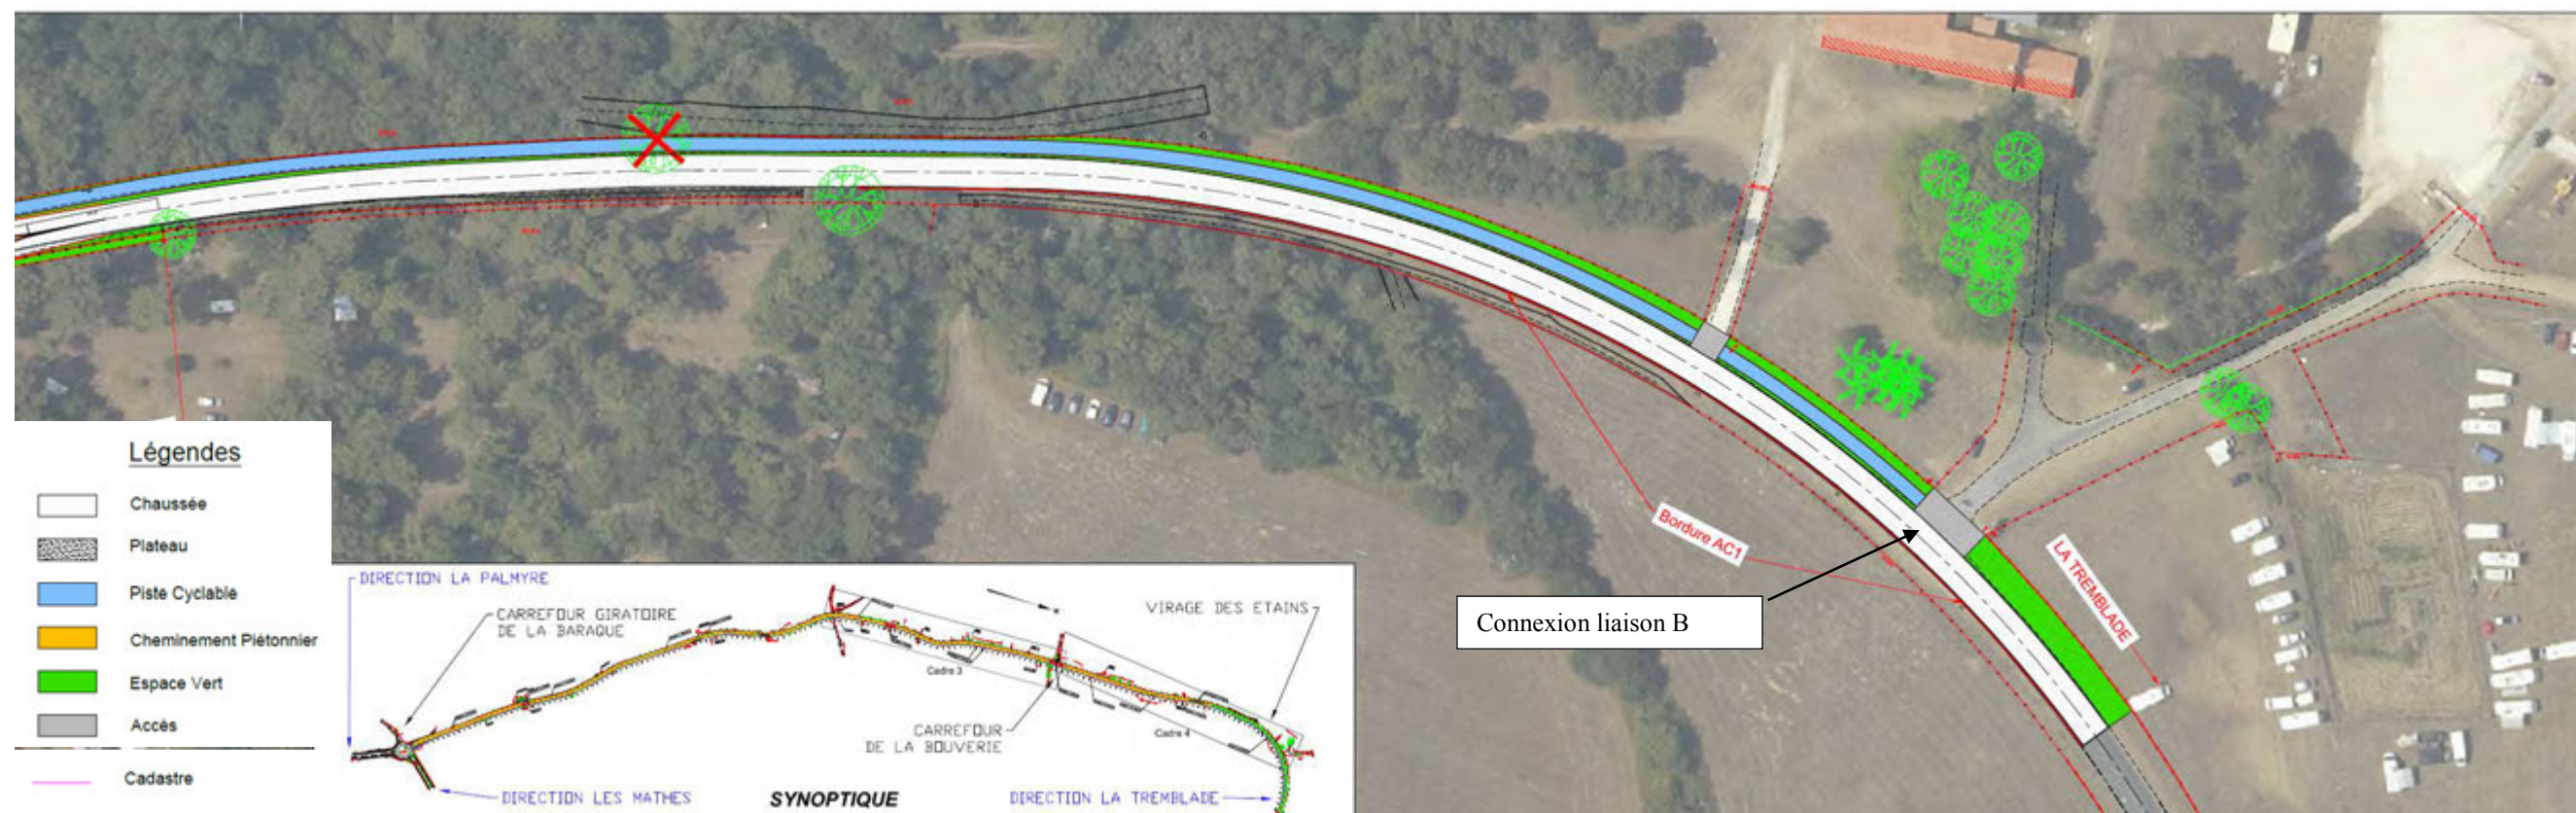 Légendes
Chaussée
Plateau
Piste Cyclable
Cheminement Piétonnier
Espace Vert
Accès
Cadastre
DIRECTION LA PALMYRE
CARREFOUR GIRATOIRE
DE LA BARAQUE
VIRAGE DES ETAINS
Cadre 3
CARREFOUR
DE LA BOUVERIE
Cadre 4
DIRECTION LES MATHES
SYNOPTIQUE
DIRECTION LA TREMBLADE
Bordure AC1
Connexion liaison B
LA TREMBLADE